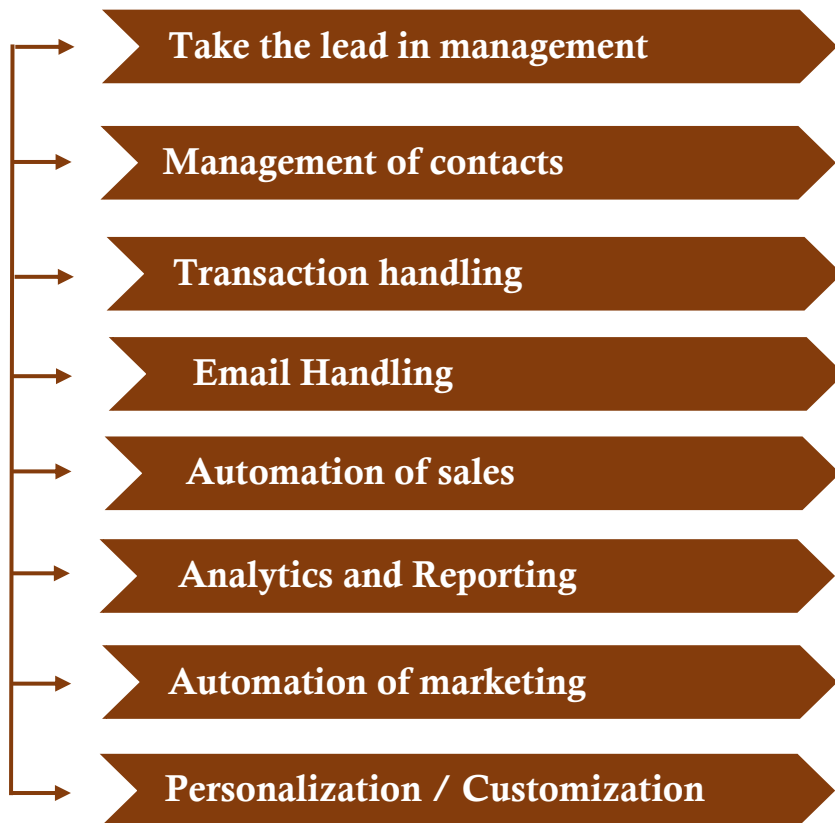 Take the lead in management
Management of contacts
Transaction handling
Email Handling
Automation of sales
Analytics and Reporting
Automation of marketing
Personalization / Customization